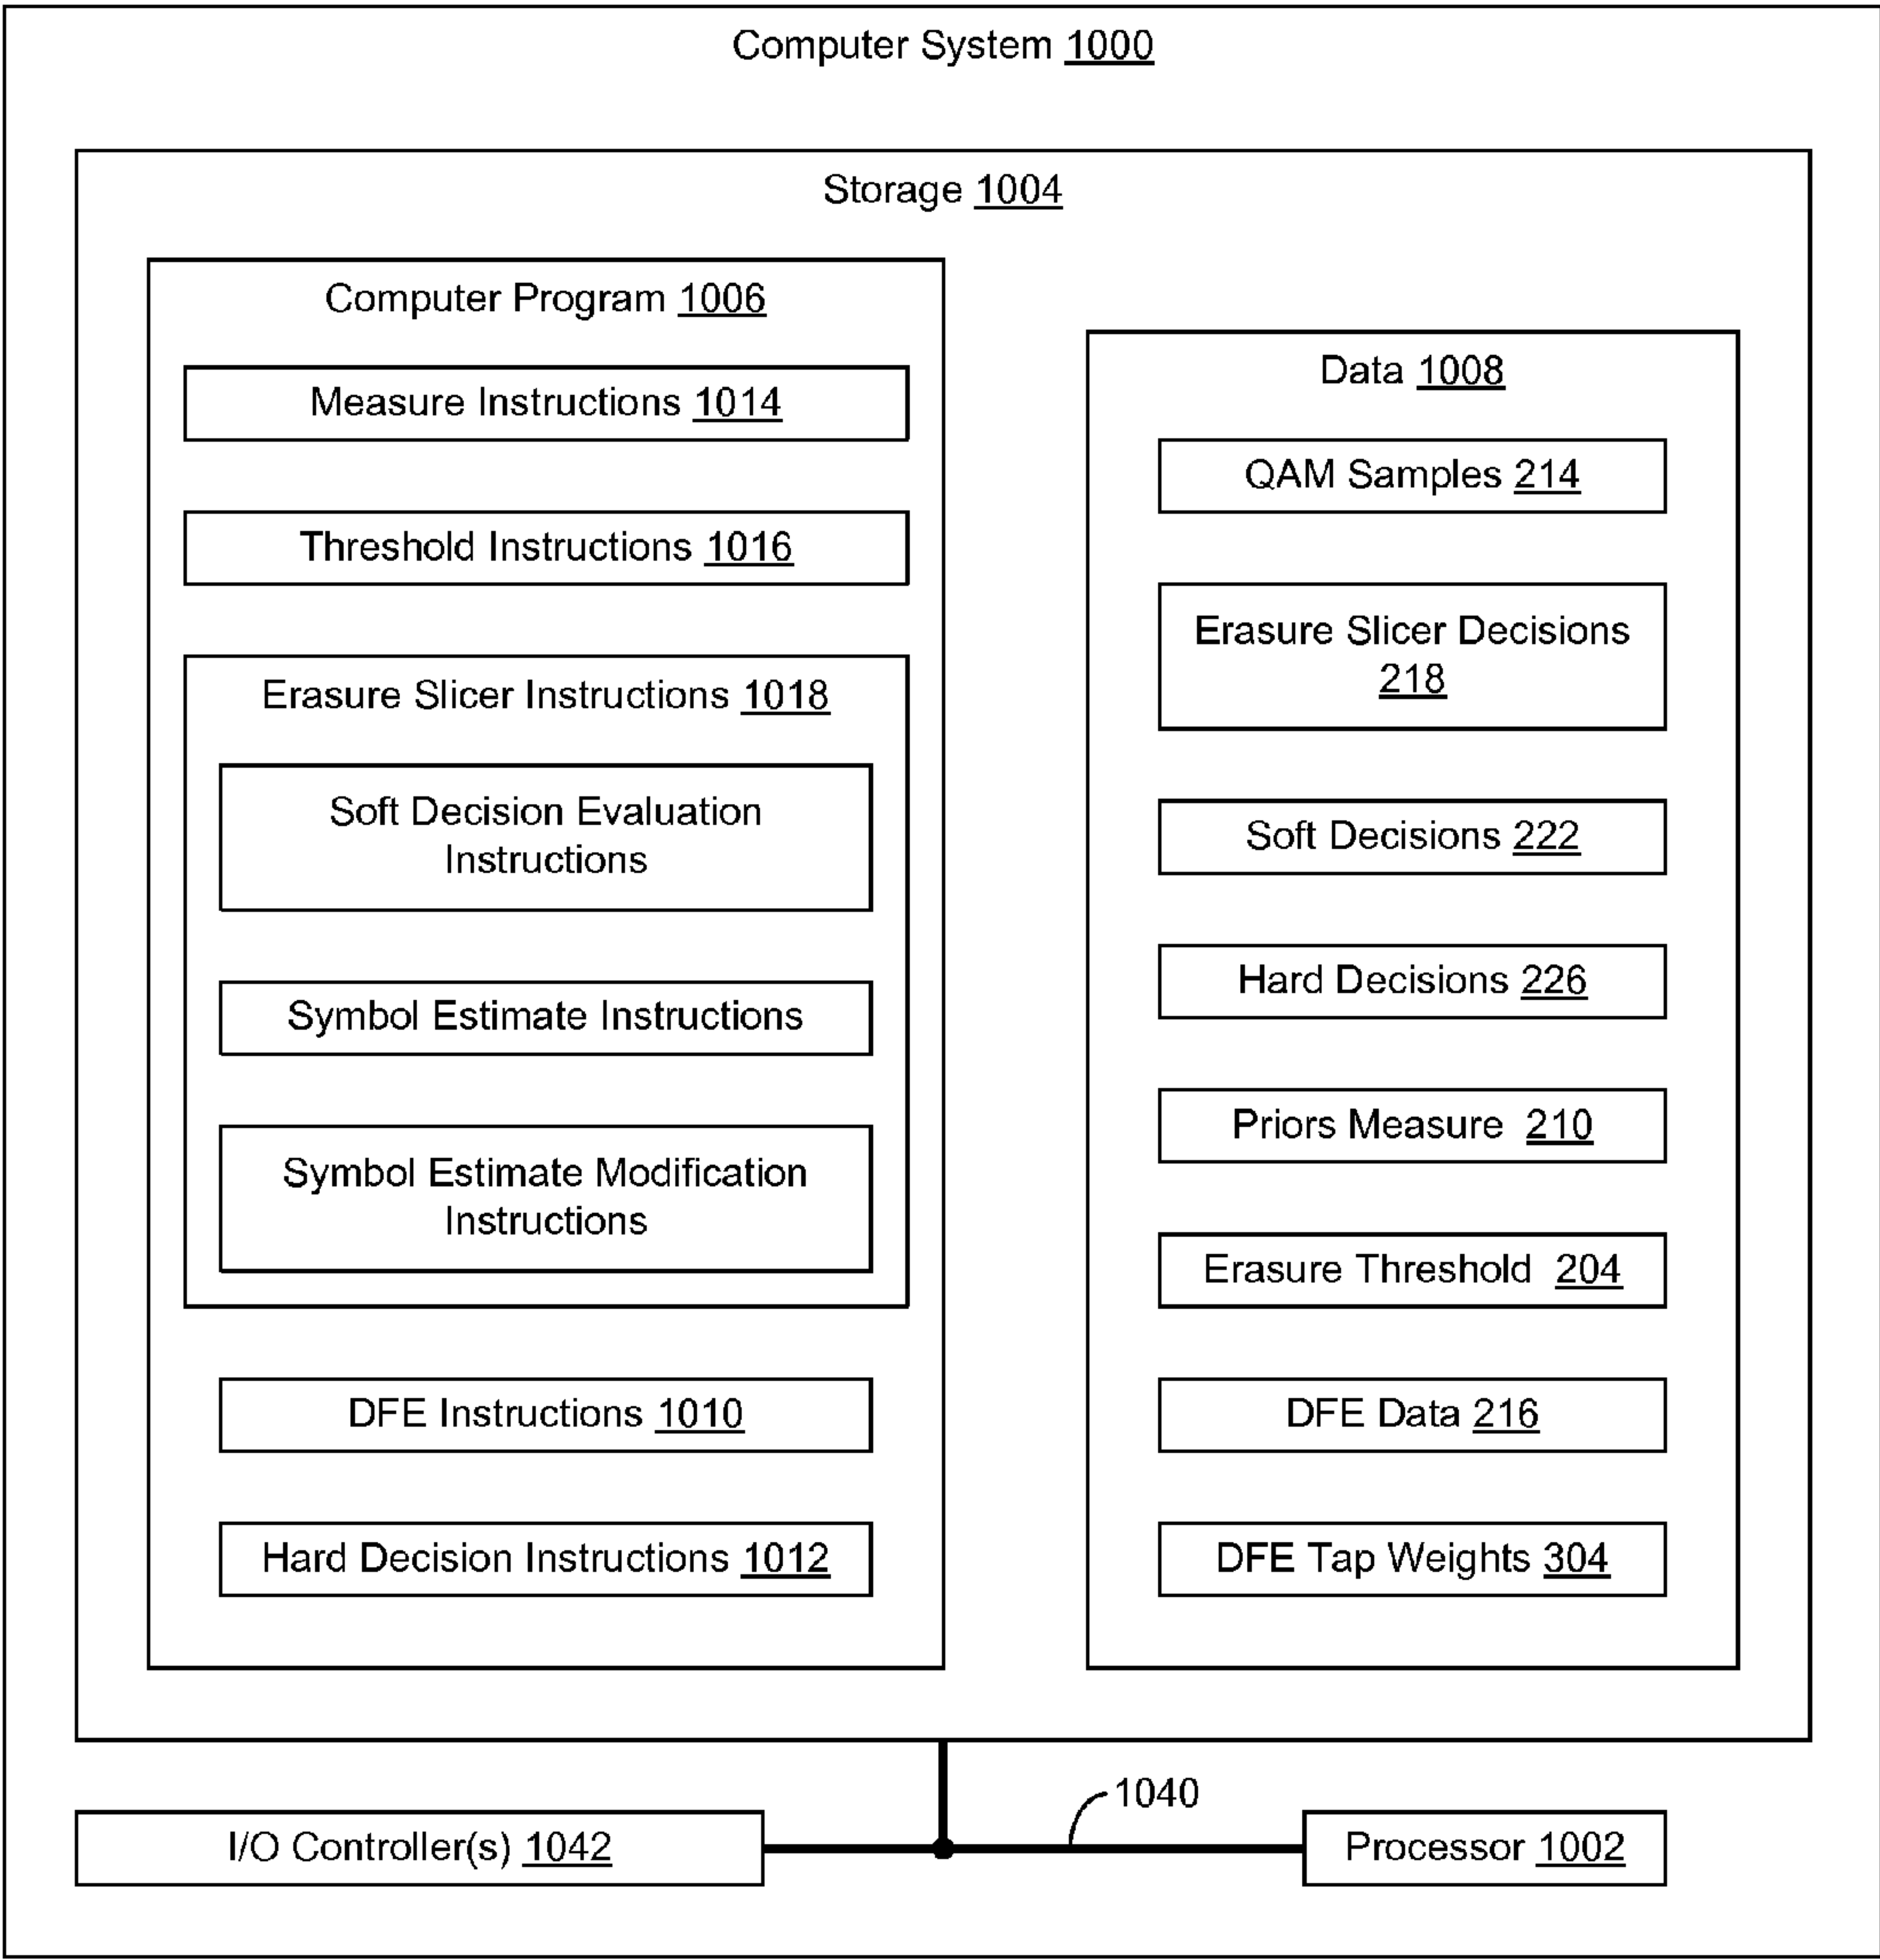 Computer System 1000
Storage 1004
Computer Program 1006
Measure Instructions 1014
Threshold Instructions 1016
Erasure Slicer Instructions 1018
Soft Decision Evaluation
Instructions
Symbol Estimate Instructions
Symbol Estimate Modification
Instructions
DFE Instructions 1010
Hard Decision Instructions 1012
Data 1008
QAM Samples 214
Erasure Slicer Decisions
218
Soft Decisions 222
Hard Decisions 226
Priors Measure 210
Erasure Threshold 204
DFE Data 216
DFE Tap Weights 304
1040
I/O Controller(s) 1042
Processor 1002